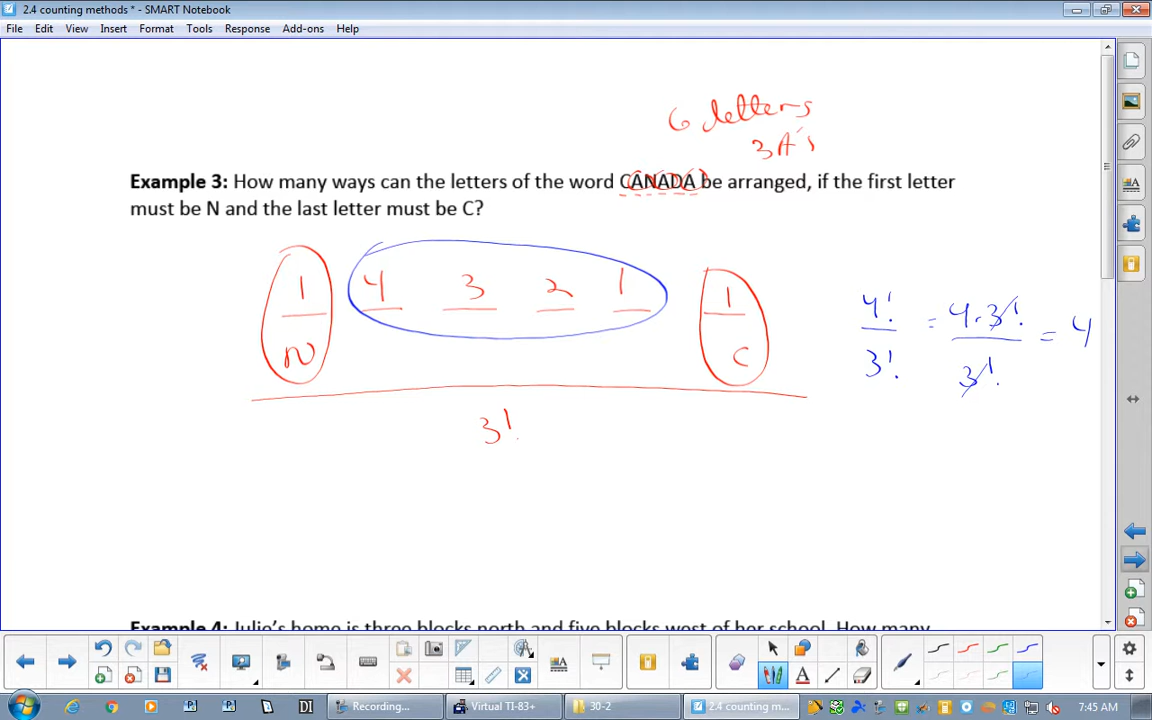 2.4 counting methods * - SMART Notebook
File Edit View Insert Format Tools Response Add-ons Help
6 letters
3 A's
Example 3: How many ways can the letters of the word CANADA be arranged, if the first letter
must be N and the last letter must be C?
1 4 3 2 1 1
N C
3!
4! / 3! = 4·3! / 3! = 4
Example 4: Julie's home is three blocks north and five blocks west of her school. How many
Recording... Virtual TI-83+ 30-2 2.4 counting m... 7:45 AM